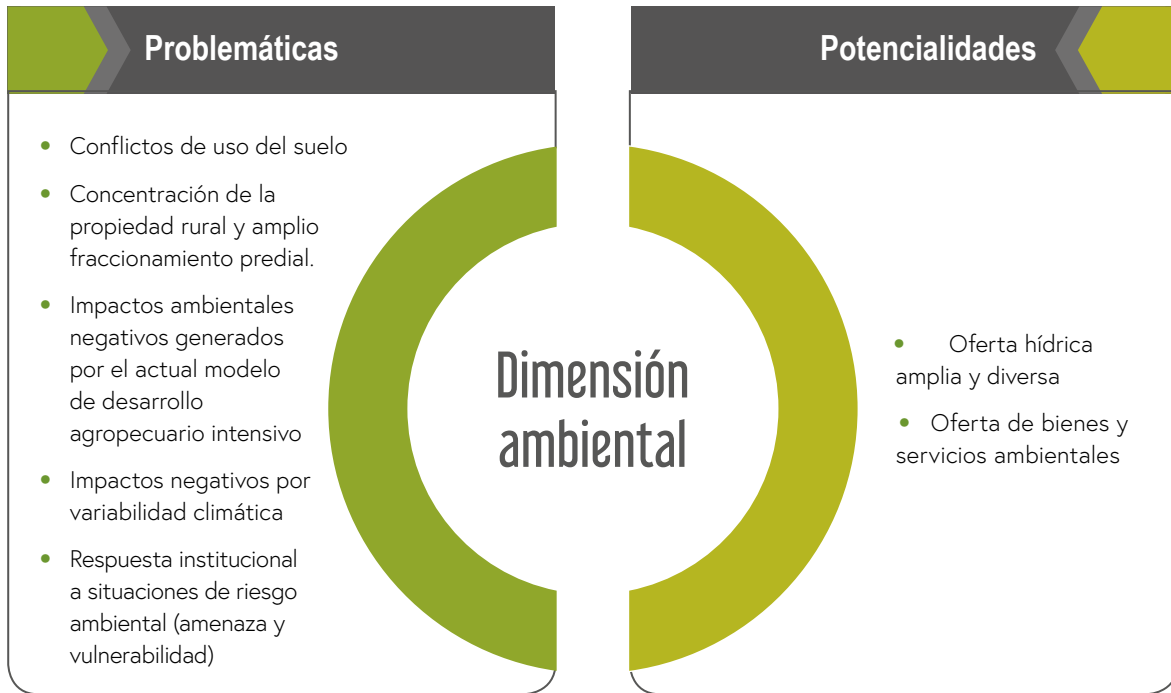 Problemáticas
Conflictos de uso del suelo
Concentración de la
propiedad rural y amplio
fraccionamiento predial.
Impactos ambientales
negativos generados
por el actual modelo
de desarrollo
agropecuario intensivo
Impactos negativos por
variabilidad climática
Respuesta institucional
a situaciones de riesgo
ambiental (amenaza y
vulnerabilidad)
Dimensión
ambiental
Potencialidades
Oferta hídrica
amplia y diversa
Oferta de bienes y
servicios ambientales